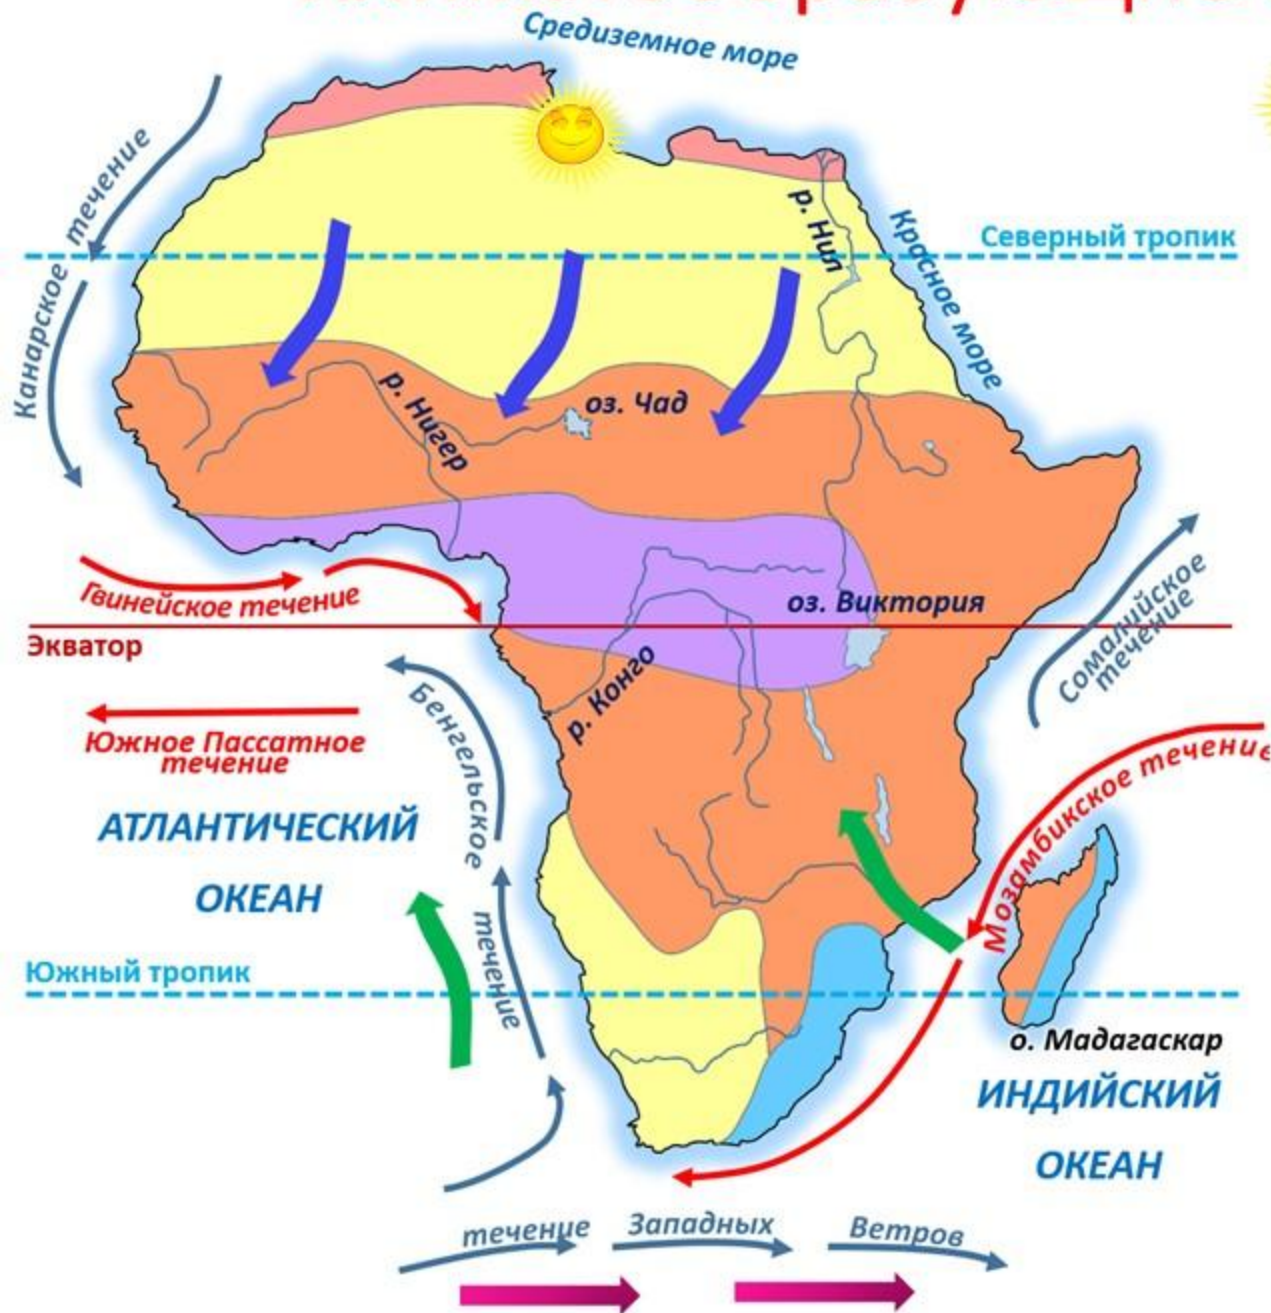 Средиземное море
Канарское течение
р. Нил
Красное море
Северный тропик
р. Нигер
оз. Чад
Гвинейское течение
оз. Виктория
Экватор
Сомалийское
течение
р. Конго
Бенгельское течение
Южное Пассатное
течение
Мозамбикское течение
АТЛАНТИЧЕСКИЙ
ОКЕАН
Южный тропик
о. Мадагаскар
ИНДИЙСКИЙ
ОКЕАН
течение Западных Ветров